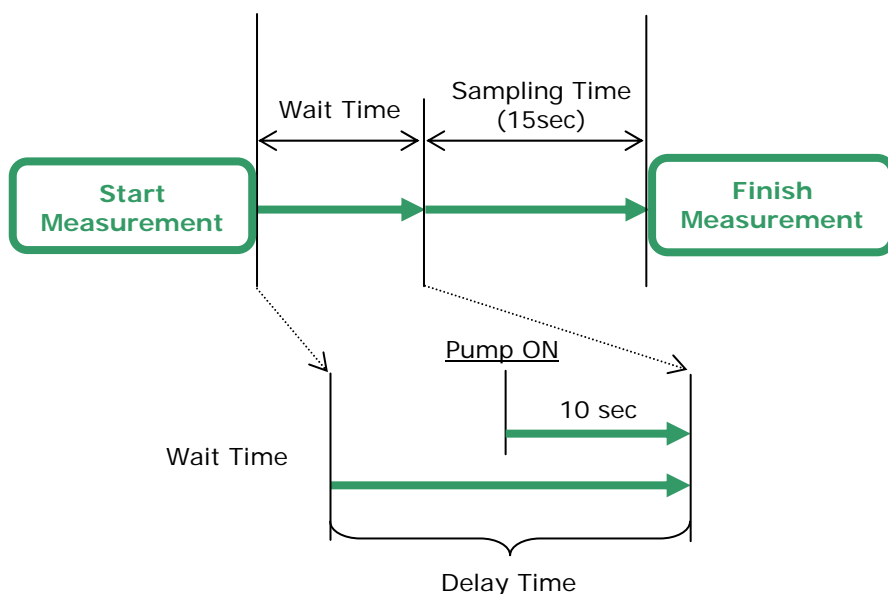 Wait Time
Sampling Time
(15sec)
Start
Measurement
Finish
Measurement
Pump ON
10 sec
Wait Time
Delay Time